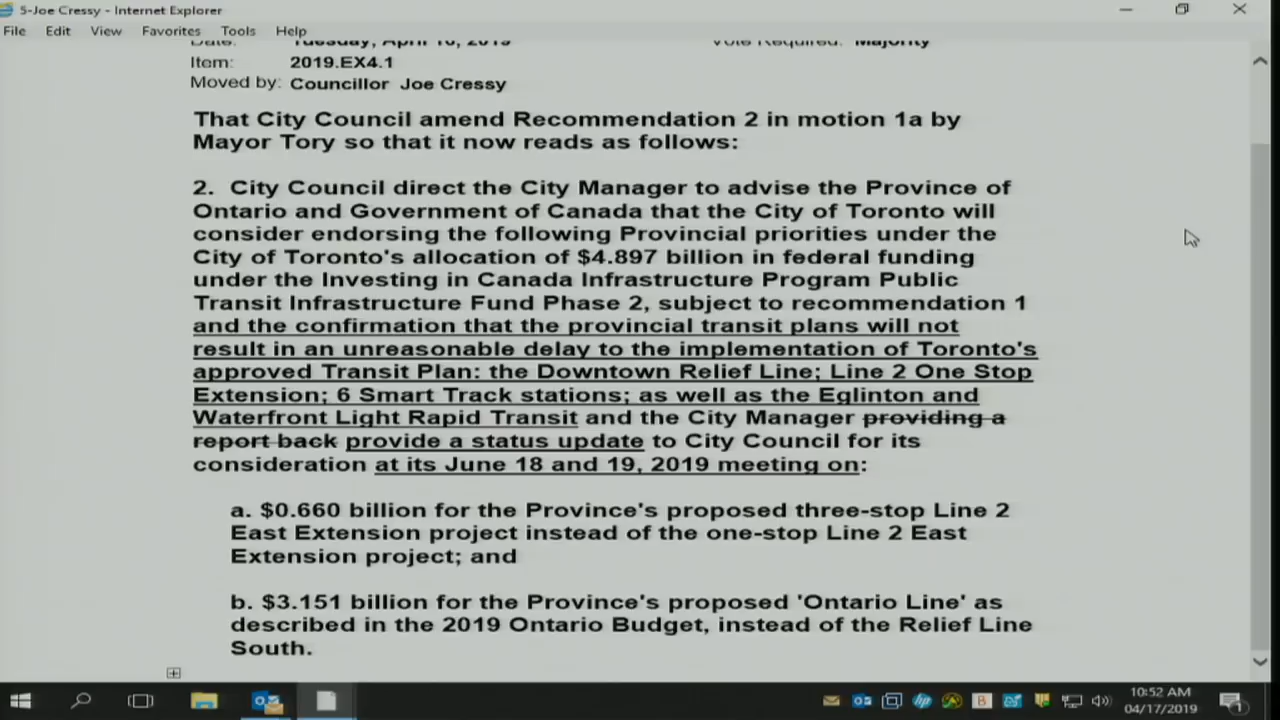 5-Joe Cressy - Internet Explorer
File Edit View Favorites Tools Help
Date: Tuesday, April 16, 2019 Vote Required: Majority
Item: 2019.EX4.1
Moved by: Councillor Joe Cressy
That City Council amend Recommendation 2 in motion 1a by
Mayor Tory so that it now reads as follows:
2. City Council direct the City Manager to advise the Province of
Ontario and Government of Canada that the City of Toronto will
consider endorsing the following Provincial priorities under the
City of Toronto's allocation of $4.897 billion in federal funding
under the Investing in Canada Infrastructure Program Public
Transit Infrastructure Fund Phase 2, subject to recommendation 1
and the confirmation that the provincial transit plans will not
result in an unreasonable delay to the implementation of Toronto's
approved Transit Plan: the Downtown Relief Line; Line 2 One Stop
Extension; 6 Smart Track stations; as well as the Eglinton and
Waterfront Light Rapid Transit and the City Manager providing a
report back provide a status update to City Council for its
consideration at its June 18 and 19, 2019 meeting on:
a. $0.660 billion for the Province's proposed three-stop Line 2
East Extension project instead of the one-stop Line 2 East
Extension project; and
b. $3.151 billion for the Province's proposed 'Ontario Line' as
described in the 2019 Ontario Budget, instead of the Relief Line
South.
10:52 AM
04/17/2019